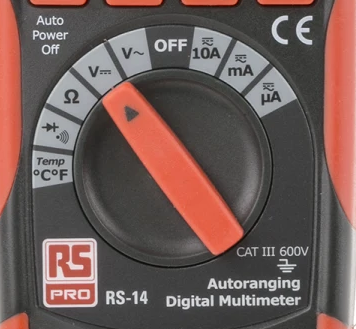 Auto
Power
Off
CE
V⎓
V~
OFF
10A
mA
µA
Ω
Temp
°C°F
CAT III 600V
RS
PRO
RS-14
Autoranging
Digital Multimeter